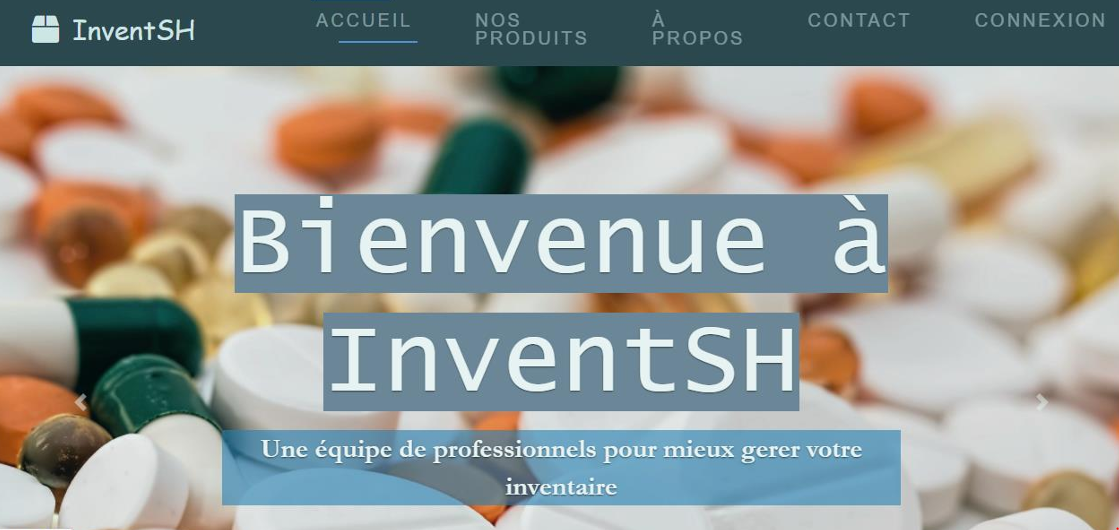 InventSH
ACCUEIL
NOS
PRODUITS
À
PROPOS
CONTACT
CONNEXION
Bienvenue à
InventSH
Une équipe de professionnels pour mieux gerer votre
inventaire